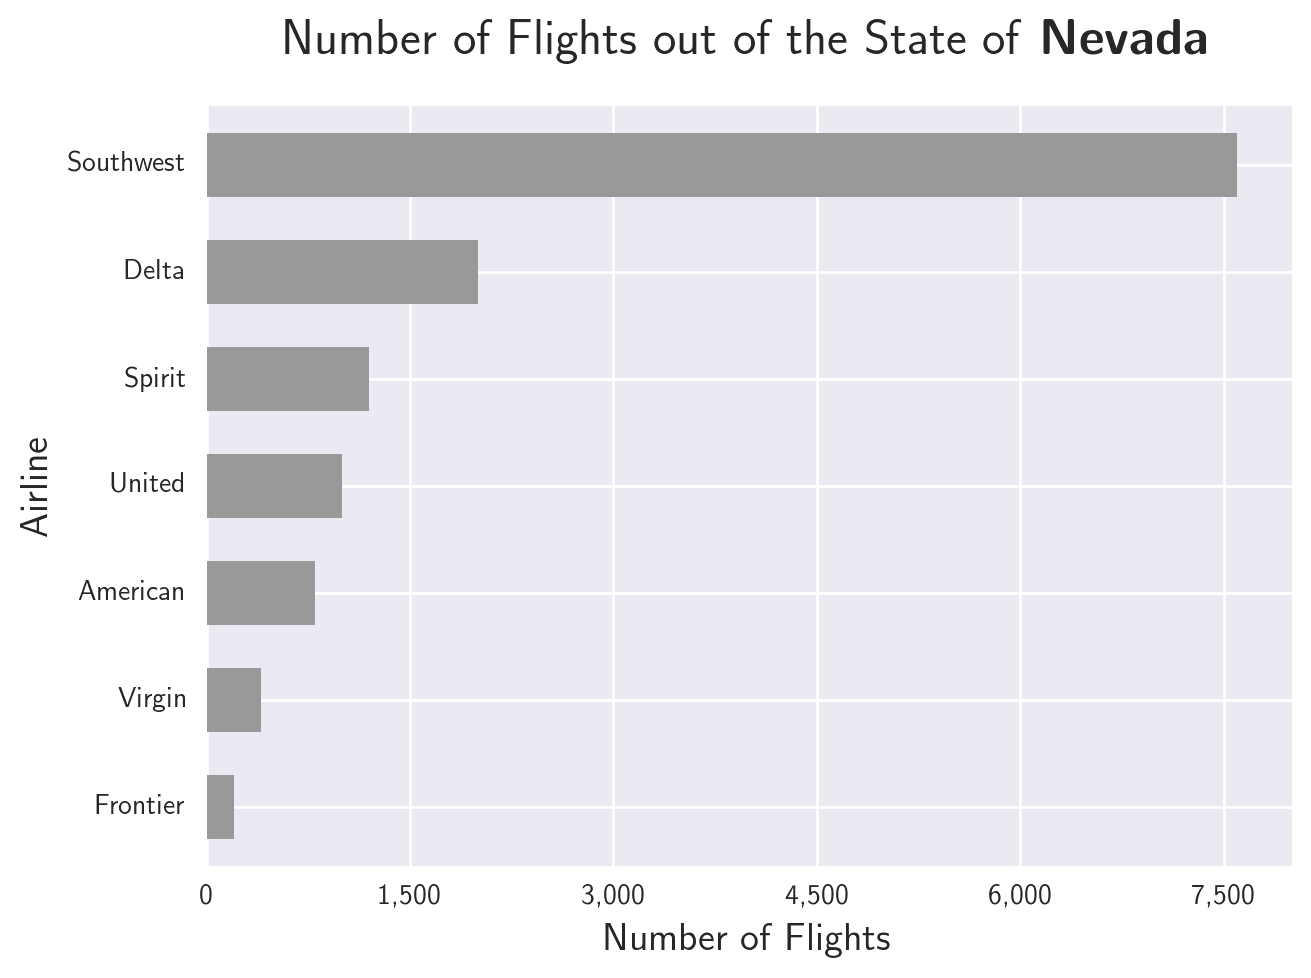 Number of Flights out of the State of Nevada
Southwest
Delta
Spirit
United
American
Virgin
Frontier
Airline
0 1,500 3,000 4,500 6,000 7,500
Number of Flights